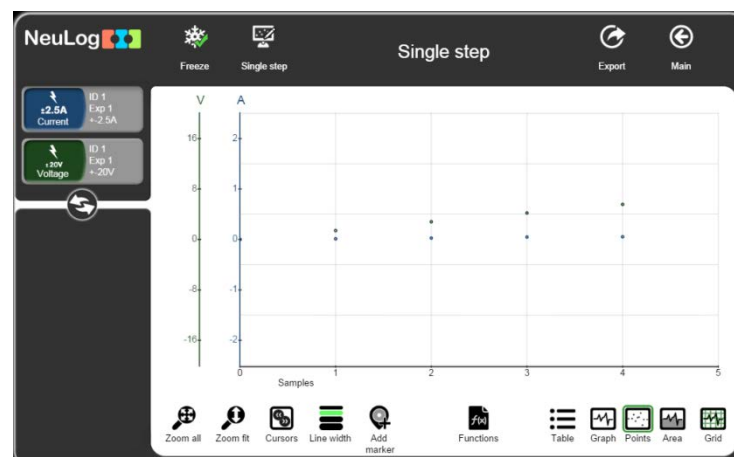 NeuLog
Freeze
Single step
Single step
Export
Main
±2.5A
Current
ID 1
Exp 1
+-2.5A
±20V
Voltage
ID 1
Exp 1
+-20V
V
A
16
8
0
-8
-16
2
1
0
-1
-2
0 1 2 3 4 5
Samples
Zoom all
Zoom fit
Cursors
Line width
Add
marker
f(x)
Functions
Table
Graph
Points
Area
Grid